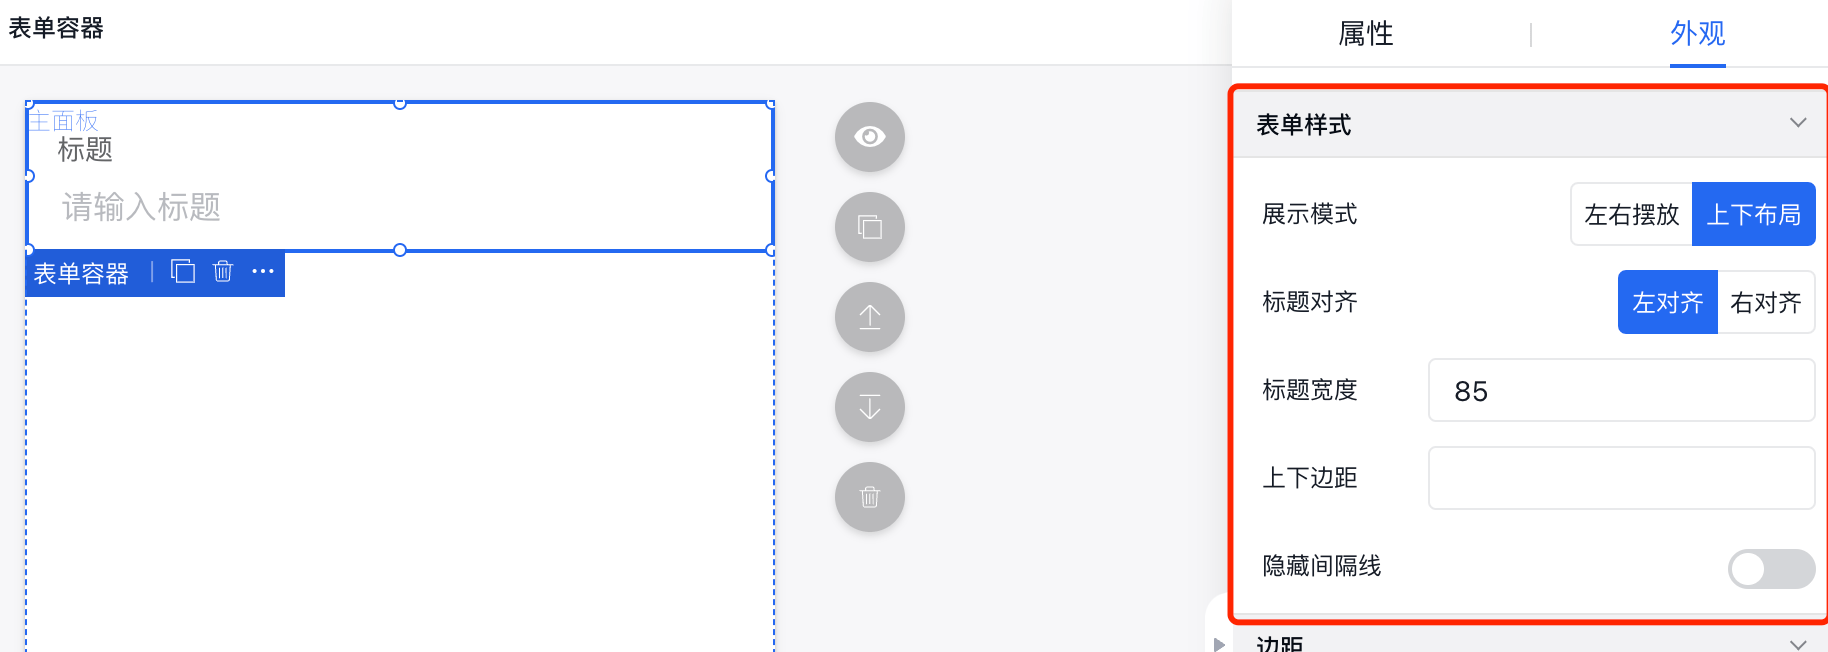 表单容器
主面板
标题
请输入标题
表单容器
属性
外观
表单样式
展示模式
左右摆放 上下布局
标题对齐
左对齐 右对齐
标题宽度
85
上下边距
隐藏间隔线
边距